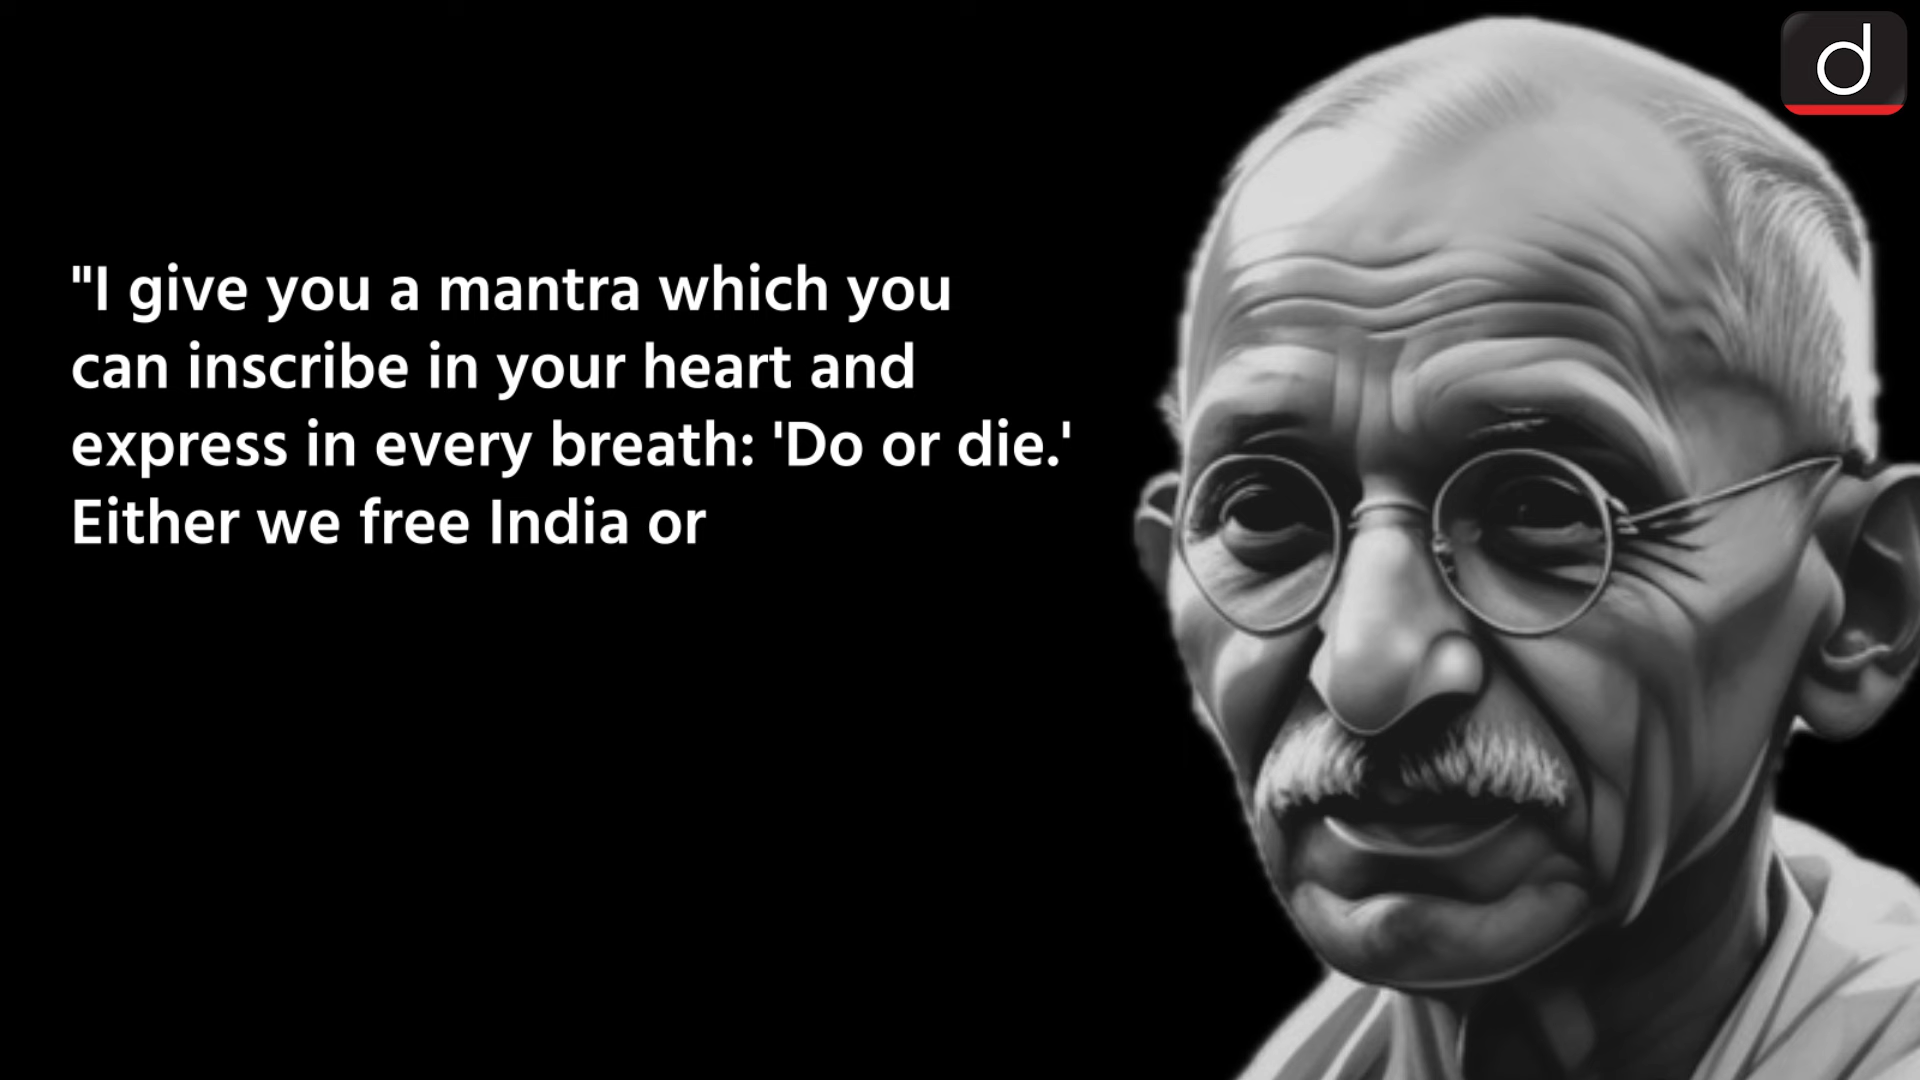 "I give you a mantra which you
can inscribe in your heart and
express in every breath: 'Do or die.'
Either we free India or
d